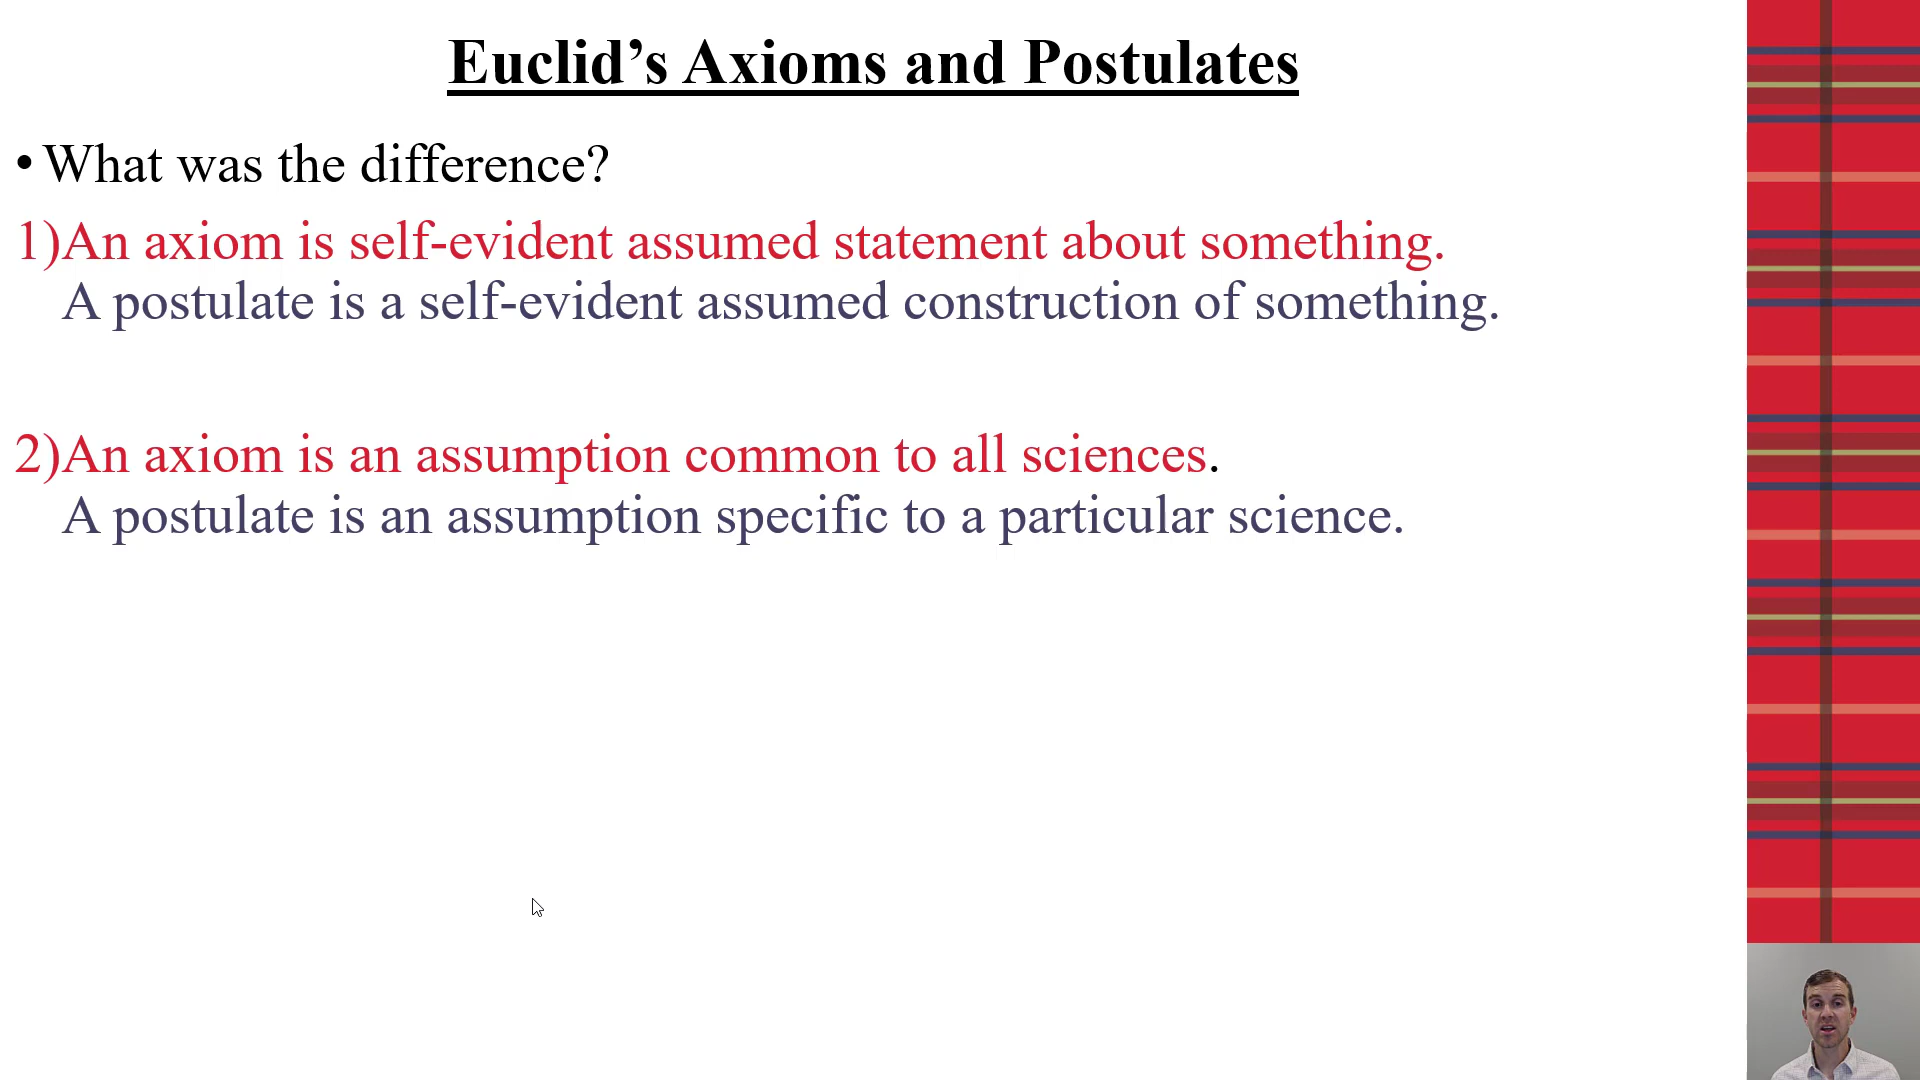 Euclid’s Axioms and Postulates
• What was the difference?
1)An axiom is self-evident assumed statement about something.
A postulate is a self-evident assumed construction of something.
2)An axiom is an assumption common to all sciences.
A postulate is an assumption specific to a particular science.